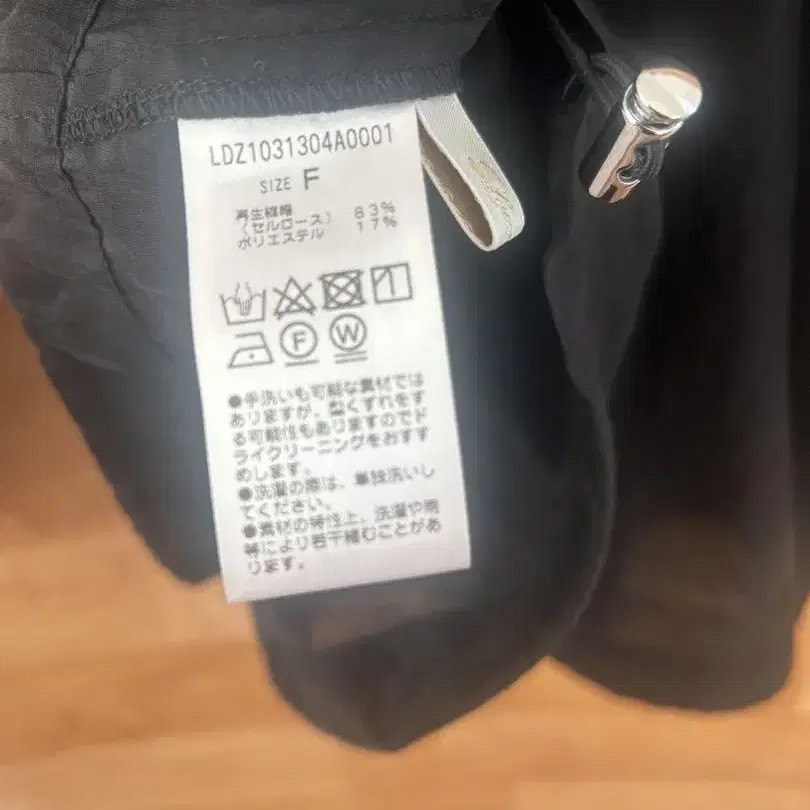 LDZ1031304A0001
SIZE F
再生繊維 83%
(セルロース) 17%
ポリエステル
F W
●手洗いも可能な素材では
ありますが、型くずれをす
る可能性もありますのでド
ライクリーニングをおすす
めします。
●洗濯の際は、単独洗いし
てください。
●素材の特性上、洗濯や雨
等により若干縮むことがあ
ります。